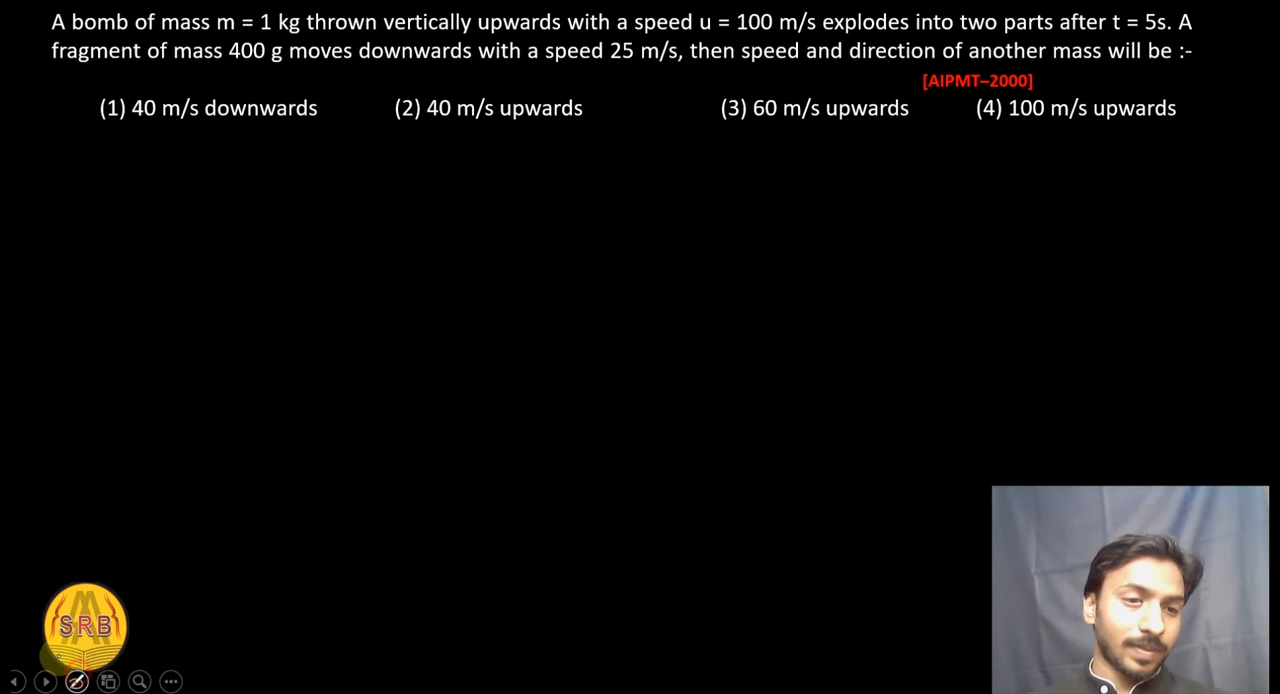 A bomb of mass m = 1 kg thrown vertically upwards with a speed u = 100 m/s explodes into two parts after t = 5s. A
fragment of mass 400 g moves downwards with a speed 25 m/s, then speed and direction of another mass will be :-
[AIPMT–2000]
(1) 40 m/s downwards (2) 40 m/s upwards (3) 60 m/s upwards (4) 100 m/s upwards
SRB